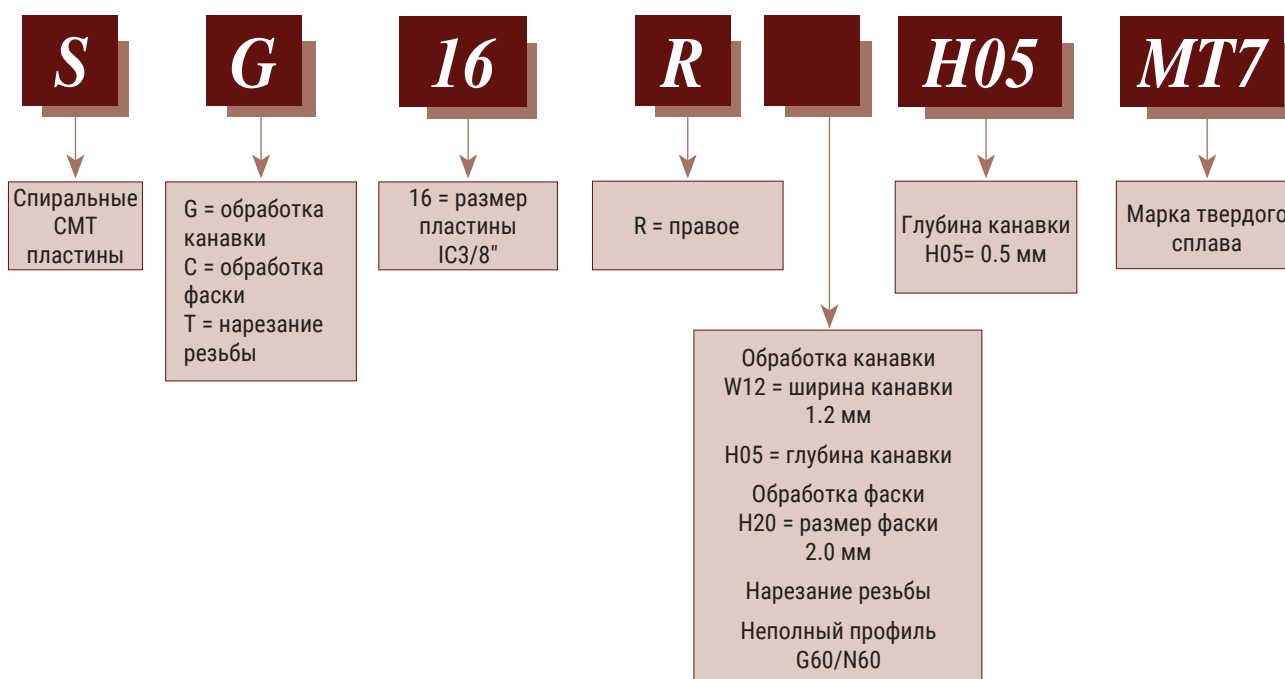 S
G
16
R
H05
MT7
Спиральные
СМТ
пластины
G = обработка
канавки
C = обработка
фаски
T = нарезание
резьбы
16 = размер
пластины
IC3/8"
R = правое
Глубина канавки
H05= 0.5 мм
Марка твердого
сплава
Обработка канавки
W12 = ширина канавки
1.2 мм
H05 = глубина канавки
Обработка фаски
H20 = размер фаски
2.0 мм
Нарезание резьбы
Неполный профиль
G60/N60